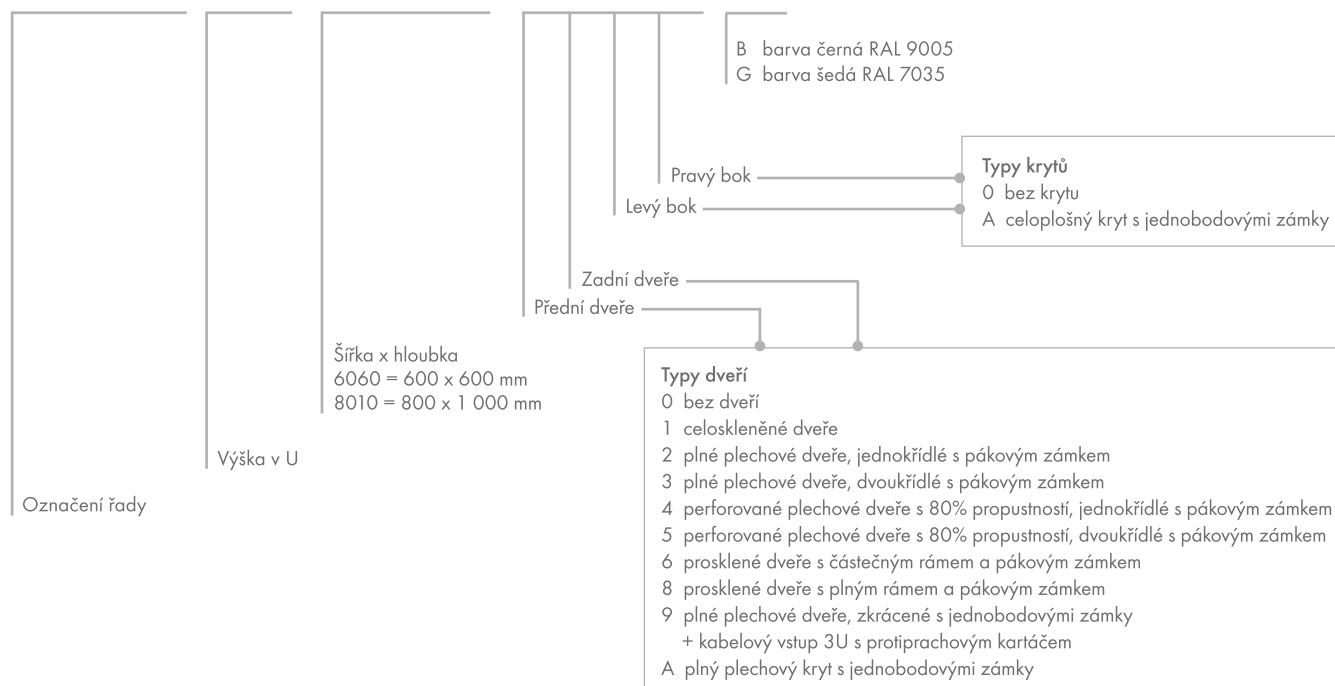 B barva černá RAL 9005
G barva šedá RAL 7035
Typy krytů
0 bez krytu
A celoplošný kryt s jednobodovými zámky
Pravý bok
Levý bok
Zadní dveře
Přední dveře
Šířka x hloubka
6060 = 600 x 600 mm
8010 = 800 x 1 000 mm
Výška v U
Označení řady
Typy dveří
0 bez dveří
1 celoskleněné dveře
2 plné plechové dveře, jednokřídlé s pákovým zámkem
3 plné plechové dveře, dvoukřídlé s pákovým zámkem
4 perforované plechové dveře s 80% propustností, jednokřídlé s pákovým zámkem
5 perforované plechové dveře s 80% propustností, dvoukřídlé s pákovým zámkem
6 prosklené dveře s částečným rámem a pákovým zámkem
8 prosklené dveře s plným rámem a pákovým zámkem
9 plné plechové dveře, zkrácené s jednobodovými zámky
+ kabelový vstup 3U s protiprachovým kartáčem
A plný plechový kryt s jednobodovými zámky